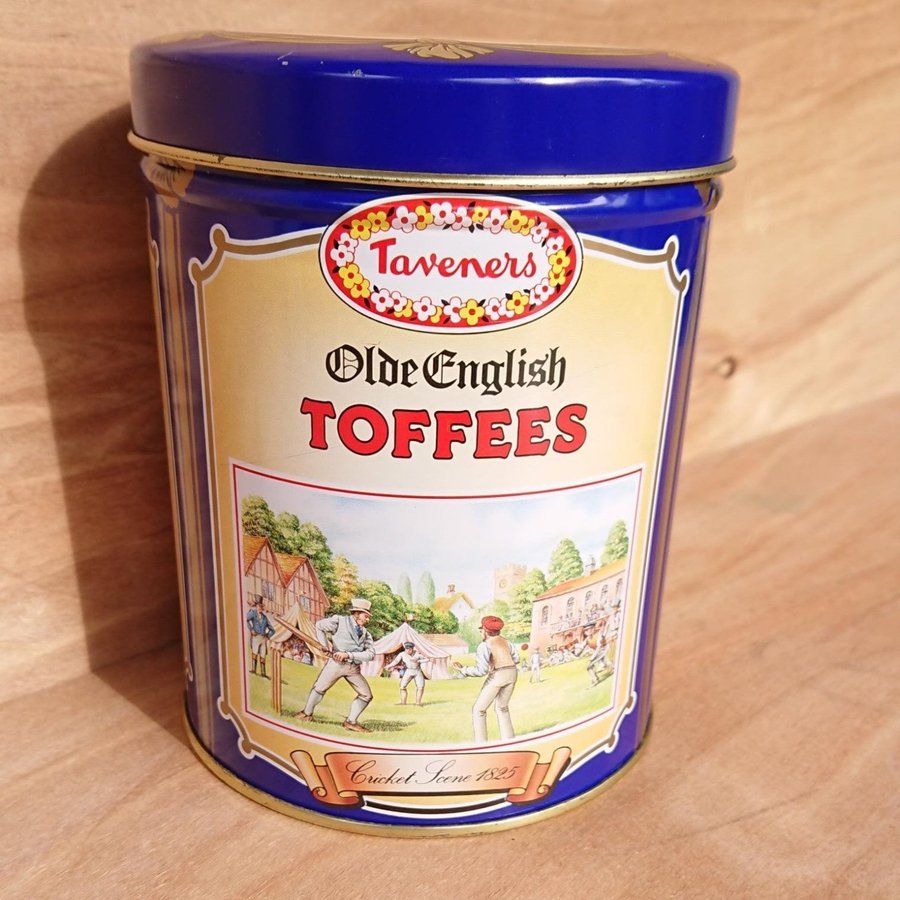 Taveners
Olde English
TOFFEES
Cricket Scene 1825